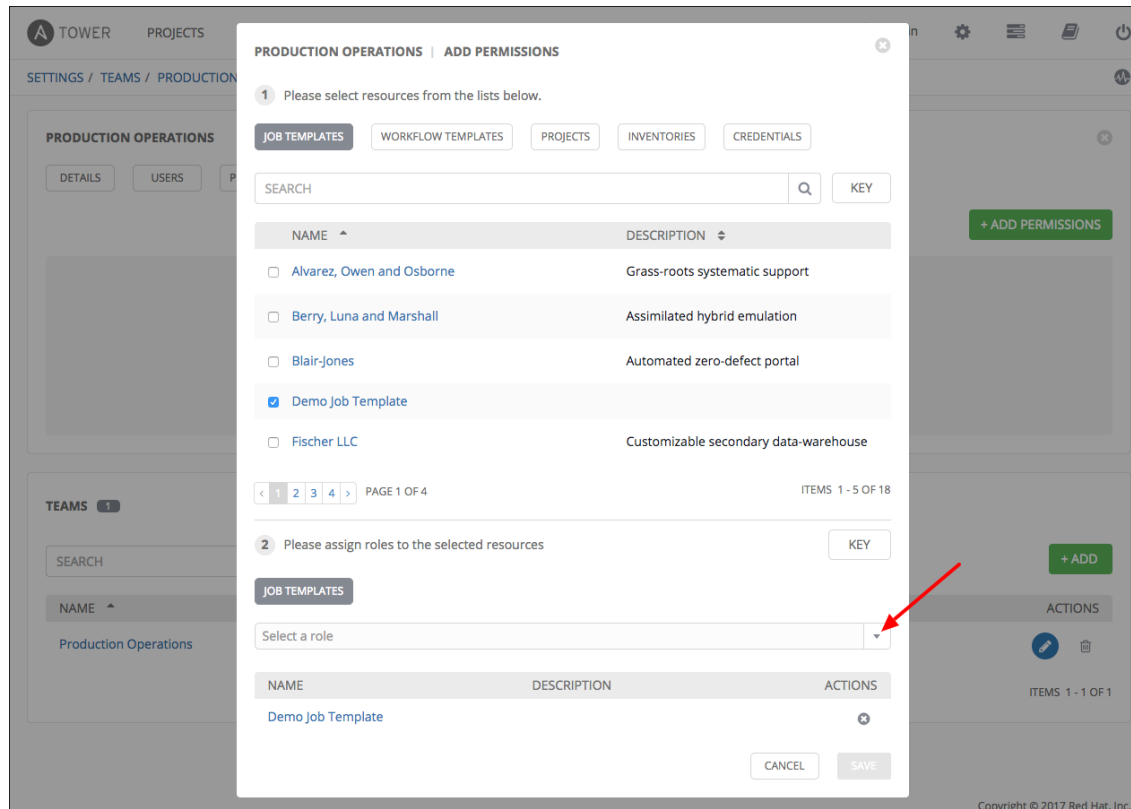 TOWER PROJECTS
SETTINGS / TEAMS / PRODUCTION
PRODUCTION OPERATIONS
DETAILS USERS P
+ ADD PERMISSIONS
PRODUCTION OPERATIONS | ADD PERMISSIONS
1 Please select resources from the lists below.
JOB TEMPLATES WORKFLOW TEMPLATES PROJECTS INVENTORIES CREDENTIALS
SEARCH KEY
NAME DESCRIPTION
Alvarez, Owen and Osborne Grass-roots systematic support
Berry, Luna and Marshall Assimilated hybrid emulation
Blair-Jones Automated zero-defect portal
Demo Job Template
Fischer LLC Customizable secondary data-warehouse
< 1 2 3 4 > PAGE 1 OF 4 ITEMS 1 - 5 OF 18
2 Please assign roles to the selected resources KEY
JOB TEMPLATES
Select a role
NAME DESCRIPTION ACTIONS
Demo Job Template
CANCEL SAVE
TEAMS 1
SEARCH + ADD
NAME ACTIONS
Production Operations
ITEMS 1 - 1 OF 1
Copyright © 2017 Red Hat, Inc